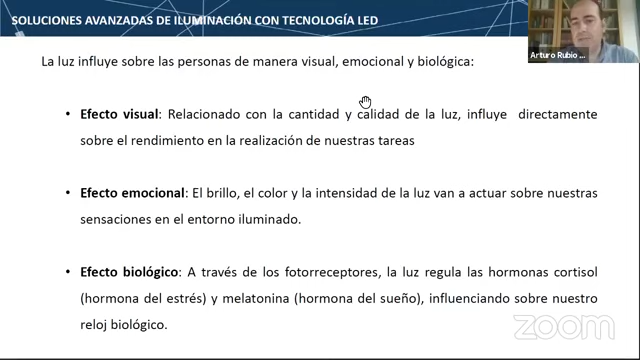 SOLUCIONES AVANZADAS DE ILUMINACIÓN CON TECNOLOGÍA LED
Arturo Rubio ...
La luz influye sobre las personas de manera visual, emocional y biológica:
• Efecto visual: Relacionado con la cantidad y calidad de la luz, influye directamente
sobre el rendimiento en la realización de nuestras tareas
• Efecto emocional: El brillo, el color y la intensidad de la luz van a actuar sobre nuestras
sensaciones en el entorno iluminado.
• Efecto biológico: A través de los fotorreceptores, la luz regula las hormonas cortisol
(hormona del estrés) y melatonina (hormona del sueño), influenciando sobre nuestro
reloj biológico.
zoom